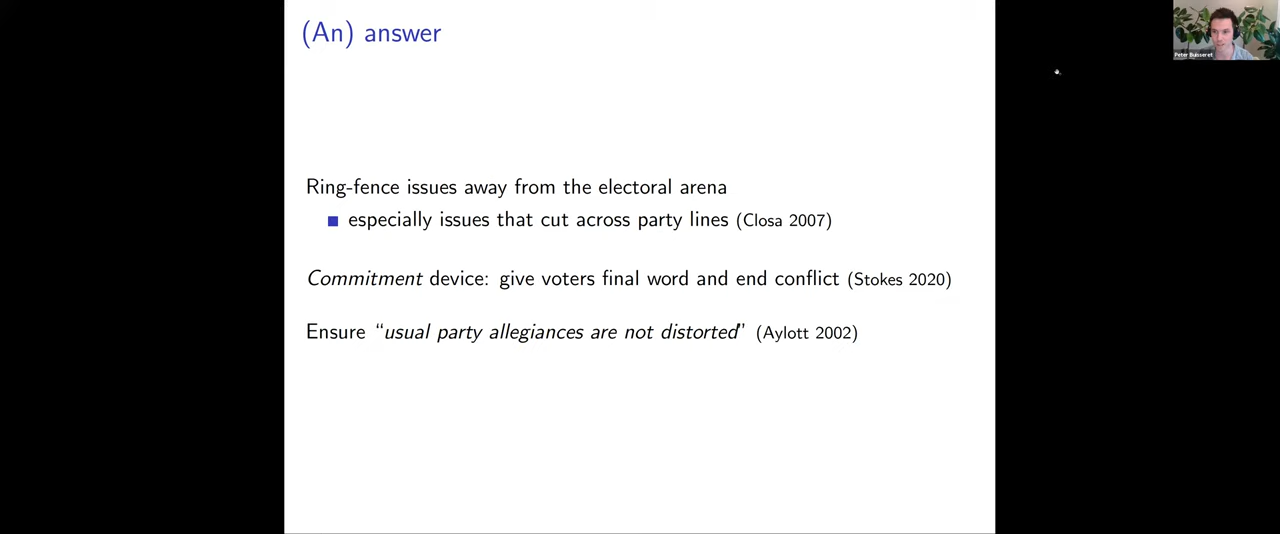 (An) answer
Peter Buisseret
Ring-fence issues away from the electoral arena
especially issues that cut across party lines (Closa 2007)
Commitment device: give voters final word and end conflict (Stokes 2020)
Ensure “usual party allegiances are not distorted” (Aylott 2002)